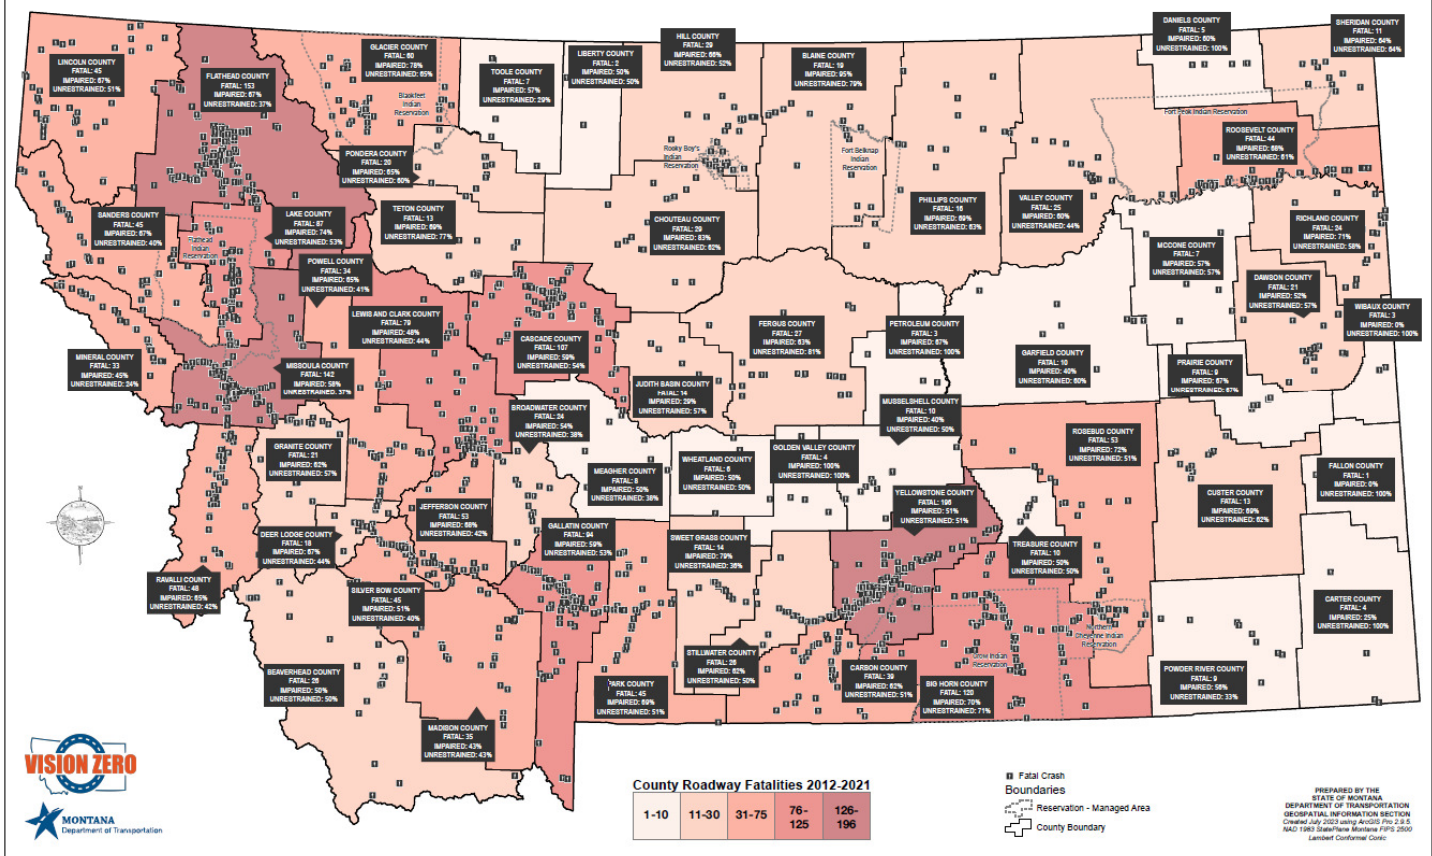 LINCOLN COUNTY
FATAL: 45
IMPAIRED: 67%
UNRESTRAINED: 51%
FLATHEAD COUNTY
FATAL: 153
IMPAIRED: 67%
UNRESTRAINED: 37%
GLACIER COUNTY
FATAL: 60
IMPAIRED: 78%
UNRESTRAINED: 65%
Blackfeet
Indian
Reservation
TOOLE COUNTY
FATAL: 7
IMPAIRED: 57%
UNRESTRAINED: 29%
LIBERTY COUNTY
FATAL: 2
IMPAIRED: 50%
UNRESTRAINED: 50%
HILL COUNTY
FATAL: 29
IMPAIRED: 66%
UNRESTRAINED: 52%
BLAINE COUNTY
FATAL: 19
IMPAIRED: 95%
UNRESTRAINED: 79%
DANIELS COUNTY
FATAL: 5
IMPAIRED: 60%
UNRESTRAINED: 100%
SHERIDAN COUNTY
FATAL: 11
IMPAIRED: 64%
UNRESTRAINED: 64%
Fort Peck Indian Reservation
ROOSEVELT COUNTY
FATAL: 44
IMPAIRED: 66%
UNRESTRAINED: 61%
PONDERA COUNTY
FATAL: 20
IMPAIRED: 65%
UNRESTRAINED: 60%
Rocky Boy's
Indian
Reservation
Fort Belknap
Indian
Reservation
SANDERS COUNTY
FATAL: 45
IMPAIRED: 67%
UNRESTRAINED: 40%
Flathead
Indian
Reservation
LAKE COUNTY
FATAL: 87
IMPAIRED: 74%
UNRESTRAINED: 53%
TETON COUNTY
FATAL: 13
IMPAIRED: 69%
UNRESTRAINED: 77%
CHOUTEAU COUNTY
FATAL: 29
IMPAIRED: 83%
UNRESTRAINED: 62%
PHILLIPS COUNTY
FATAL: 16
IMPAIRED: 69%
UNRESTRAINED: 63%
VALLEY COUNTY
FATAL: 25
IMPAIRED: 60%
UNRESTRAINED: 44%
MCCONE COUNTY
FATAL: 7
IMPAIRED: 57%
UNRESTRAINED: 57%
RICHLAND COUNTY
FATAL: 24
IMPAIRED: 71%
UNRESTRAINED: 58%
POWELL COUNTY
FATAL: 34
IMPAIRED: 65%
UNRESTRAINED: 41%
DAWSON COUNTY
FATAL: 21
IMPAIRED: 52%
UNRESTRAINED: 57%
WIBAUX COUNTY
FATAL: 3
IMPAIRED: 0%
UNRESTRAINED: 100%
LEWIS AND CLARK COUNTY
FATAL: 79
IMPAIRED: 48%
UNRESTRAINED: 44%
CASCADE COUNTY
FATAL: 107
IMPAIRED: 59%
UNRESTRAINED: 54%
FERGUS COUNTY
FATAL: 27
IMPAIRED: 63%
UNRESTRAINED: 81%
PETROLEUM COUNTY
FATAL: 3
IMPAIRED: 67%
UNRESTRAINED: 100%
GARFIELD COUNTY
FATAL: 10
IMPAIRED: 40%
UNRESTRAINED: 60%
PRAIRIE COUNTY
FATAL: 9
IMPAIRED: 67%
UNRESTRAINED: 67%
MINERAL COUNTY
FATAL: 33
IMPAIRED: 45%
UNRESTRAINED: 24%
MISSOULA COUNTY
FATAL: 142
IMPAIRED: 58%
UNRESTRAINED: 37%
JUDITH BASIN COUNTY
FATAL: 14
IMPAIRED: 29%
UNRESTRAINED: 57%
BROADWATER COUNTY
FATAL: 24
IMPAIRED: 54%
UNRESTRAINED: 38%
MUSSELSHELL COUNTY
FATAL: 10
IMPAIRED: 40%
UNRESTRAINED: 50%
ROSEBUD COUNTY
FATAL: 53
IMPAIRED: 72%
UNRESTRAINED: 51%
GRANITE COUNTY
FATAL: 21
IMPAIRED: 62%
UNRESTRAINED: 57%
MEAGHER COUNTY
FATAL: 8
IMPAIRED: 50%
UNRESTRAINED: 38%
WHEATLAND COUNTY
FATAL: 6
IMPAIRED: 50%
UNRESTRAINED: 50%
GOLDEN VALLEY COUNTY
FATAL: 4
IMPAIRED: 100%
UNRESTRAINED: 100%
FALLON COUNTY
FATAL: 1
IMPAIRED: 0%
UNRESTRAINED: 100%
YELLOWSTONE COUNTY
FATAL: 196
IMPAIRED: 51%
UNRESTRAINED: 51%
CUSTER COUNTY
FATAL: 13
IMPAIRED: 69%
UNRESTRAINED: 62%
JEFFERSON COUNTY
FATAL: 53
IMPAIRED: 68%
UNRESTRAINED: 42%
DEER LODGE COUNTY
FATAL: 18
IMPAIRED: 67%
UNRESTRAINED: 44%
GALLATIN COUNTY
FATAL: 94
IMPAIRED: 59%
UNRESTRAINED: 53%
SWEET GRASS COUNTY
FATAL: 14
IMPAIRED: 79%
UNRESTRAINED: 36%
TREASURE COUNTY
FATAL: 10
IMPAIRED: 50%
UNRESTRAINED: 50%
RAVALLI COUNTY
FATAL: 48
IMPAIRED: 65%
UNRESTRAINED: 42%
SILVER BOW COUNTY
FATAL: 45
IMPAIRED: 51%
UNRESTRAINED: 40%
CARTER COUNTY
FATAL: 4
IMPAIRED: 25%
UNRESTRAINED: 100%
Northern
Cheyenne Indian
Reservation
Crow Indian
Reservation
STILLWATER COUNTY
FATAL: 26
IMPAIRED: 62%
UNRESTRAINED: 50%
BEAVERHEAD COUNTY
FATAL: 26
IMPAIRED: 50%
UNRESTRAINED: 50%
PARK COUNTY
FATAL: 45
IMPAIRED: 69%
UNRESTRAINED: 51%
CARBON COUNTY
FATAL: 39
IMPAIRED: 62%
UNRESTRAINED: 51%
BIG HORN COUNTY
FATAL: 120
IMPAIRED: 70%
UNRESTRAINED: 71%
POWDER RIVER COUNTY
FATAL: 9
IMPAIRED: 56%
UNRESTRAINED: 33%
MADISON COUNTY
FATAL: 35
IMPAIRED: 43%
UNRESTRAINED: 43%
VISION ZERO
MONTANA
Department of Transportation
County Roadway Fatalities 2012-2021
1-10
11-30
31-75
76-
125
126-
196
Fatal Crash
Boundaries
Reservation - Managed Area
County Boundary
PREPARED BY THE
STATE OF MONTANA
DEPARTMENT OF TRANSPORTATION
GEOSPATIAL INFORMATION SECTION
Created July 2023 using ArcGIS Pro 2.9.5.
NAD 1983 StatePlane Montana FIPS 2500
Lambert Conformal Conic